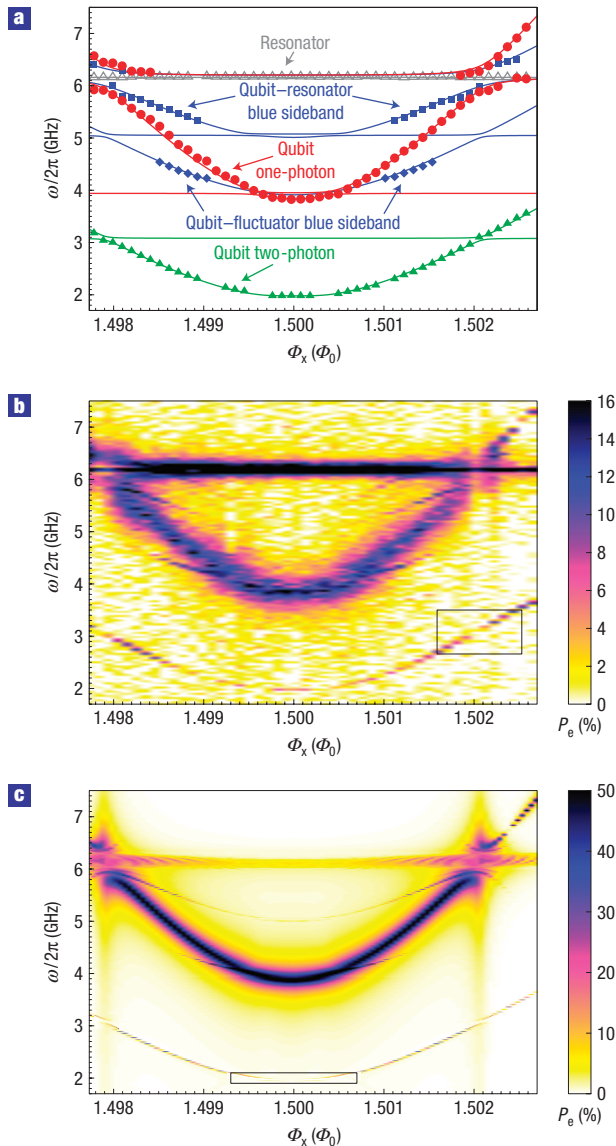 a
7
6
5
4
3
2
ω/2π (GHz)
Resonator
Qubit–resonator
blue sideband
Qubit
one-photon
Qubit–fluctuator blue sideband
Qubit two-photon
1.498 1.499 1.500 1.501 1.502
Φx (Φ0)
b
7
6
5
4
3
2
ω/2π (GHz)
1.498 1.499 1.500 1.501 1.502
Φx (Φ0)
16
14
12
10
8
6
4
2
0
Pe (%)
c
7
6
5
4
3
2
ω/2π (GHz)
1.498 1.499 1.500 1.501 1.502
Φx (Φ0)
50
40
30
20
10
0
Pe (%)